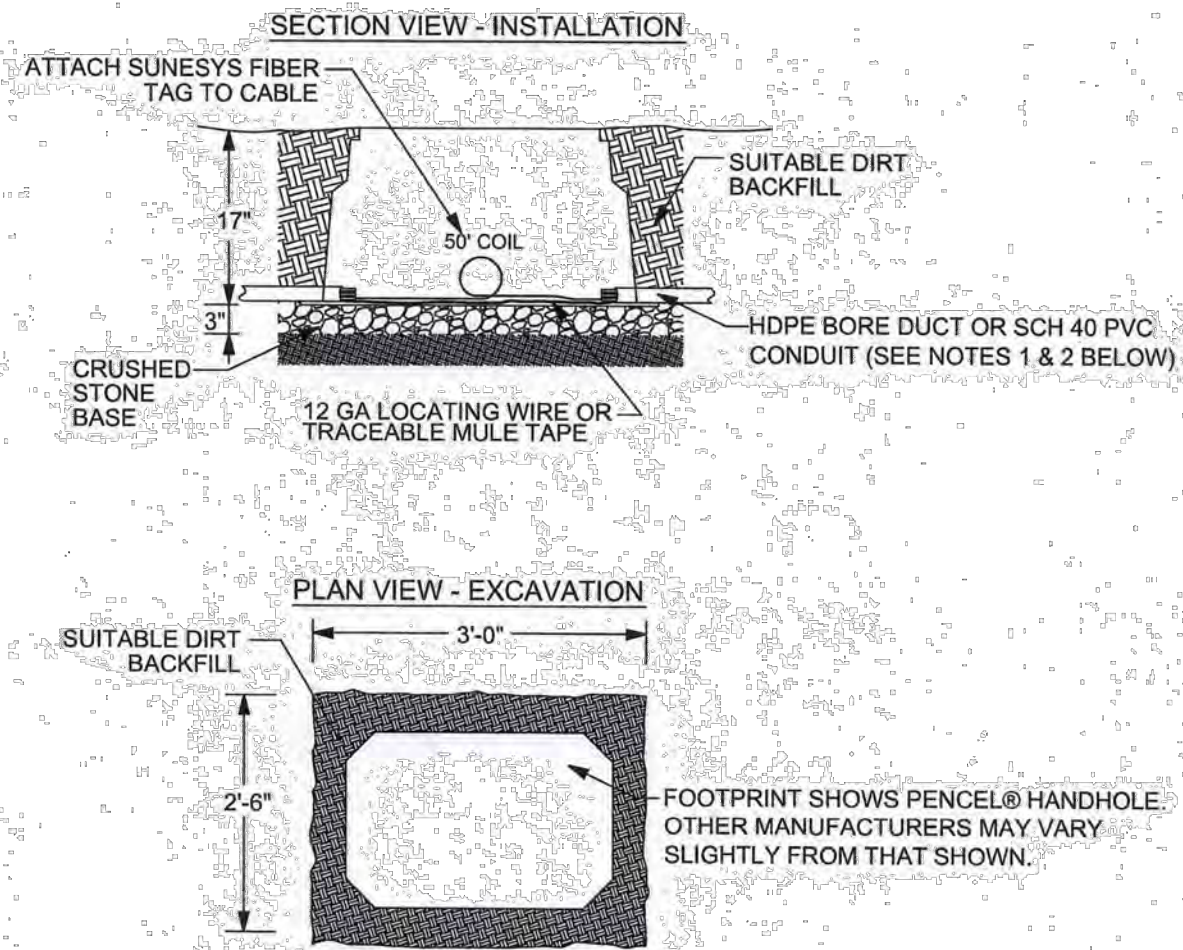 SECTION VIEW - INSTALLATION
ATTACH SUNESYS FIBER
TAG TO CABLE
SUITABLE DIRT
BACKFILL
17"
50' COIL
3"
HDPE BORE DUCT OR SCH 40 PVC
CONDUIT (SEE NOTES 1 & 2 BELOW)
CRUSHED
STONE
BASE
12 GA LOCATING WIRE OR
TRACEABLE MULE TAPE
PLAN VIEW - EXCAVATION
3'-0"
SUITABLE DIRT
BACKFILL
2'-6"
FOOTPRINT SHOWS PENCEL® HANDHOLE.
OTHER MANUFACTURERS MAY VARY
SLIGHTLY FROM THAT SHOWN.